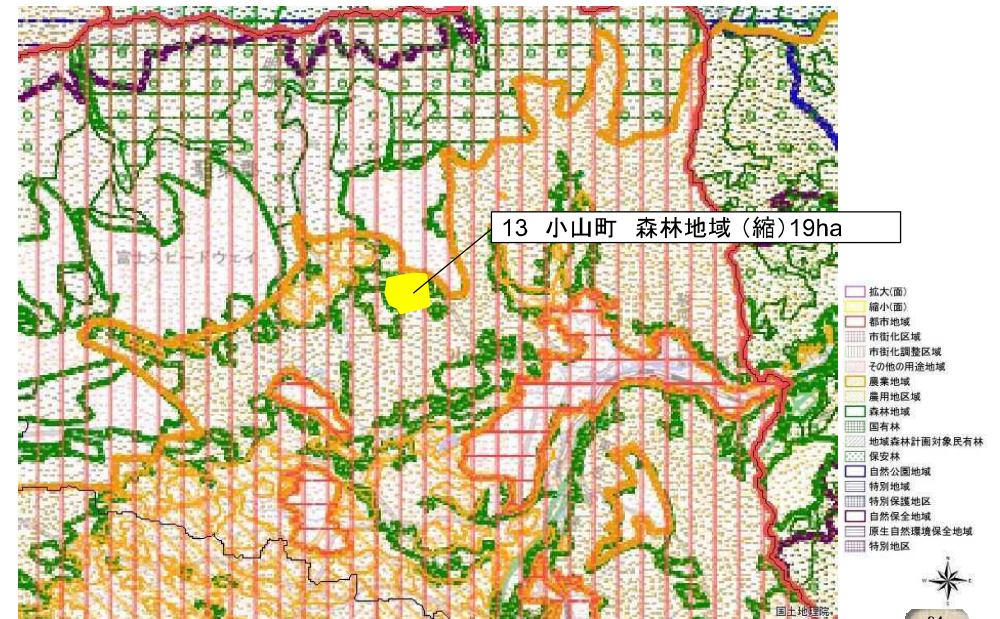 13 小山町 森林地域（縮）19ha
富士スピードウェイ
拡大(面)
縮小(面)
都市地域
市街化区域
市街化調整区域
その他の用途地域
農業地域
農用地区域
森林地域
国有林
地域森林計画対象民有林
保安林
自然公園地域
特別地域
特別保護地区
自然保全地域
原生自然環境保全地域
特別地区
N
W
E
S
国土地理院